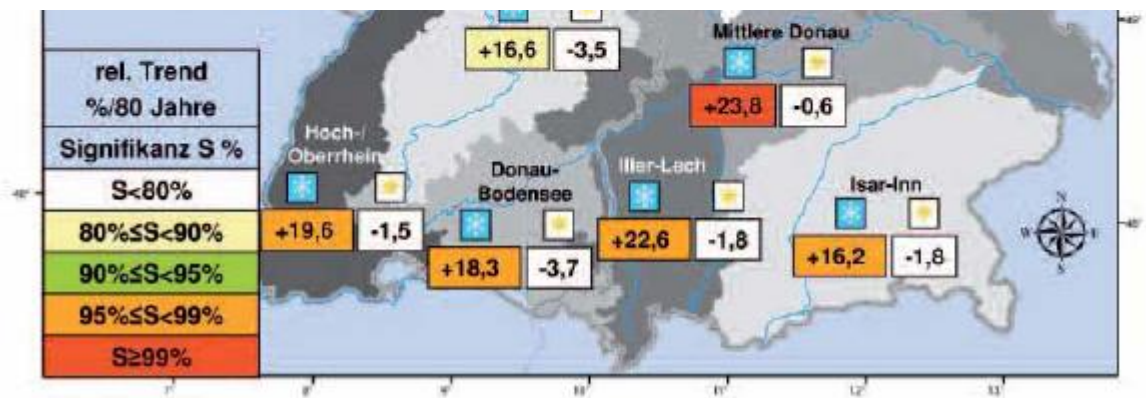 Mittlere Donau
+16,6 -3,5
+23,8 -0,6
rel. Trend
%/80 Jahre
Signifikanz S %
S<80%
80%≤S<90%
90%≤S<95%
95%≤S<99%
S≥99%
Hoch-/
Oberrhein
+19,6 -1,5
Donau-
Bodensee
+18,3 -3,7
Iller-Lech
+22,6 -1,8
Isar-Inn
+16,2 -1,8
N
W E
S
7° 8° 9° 10 11 12 13